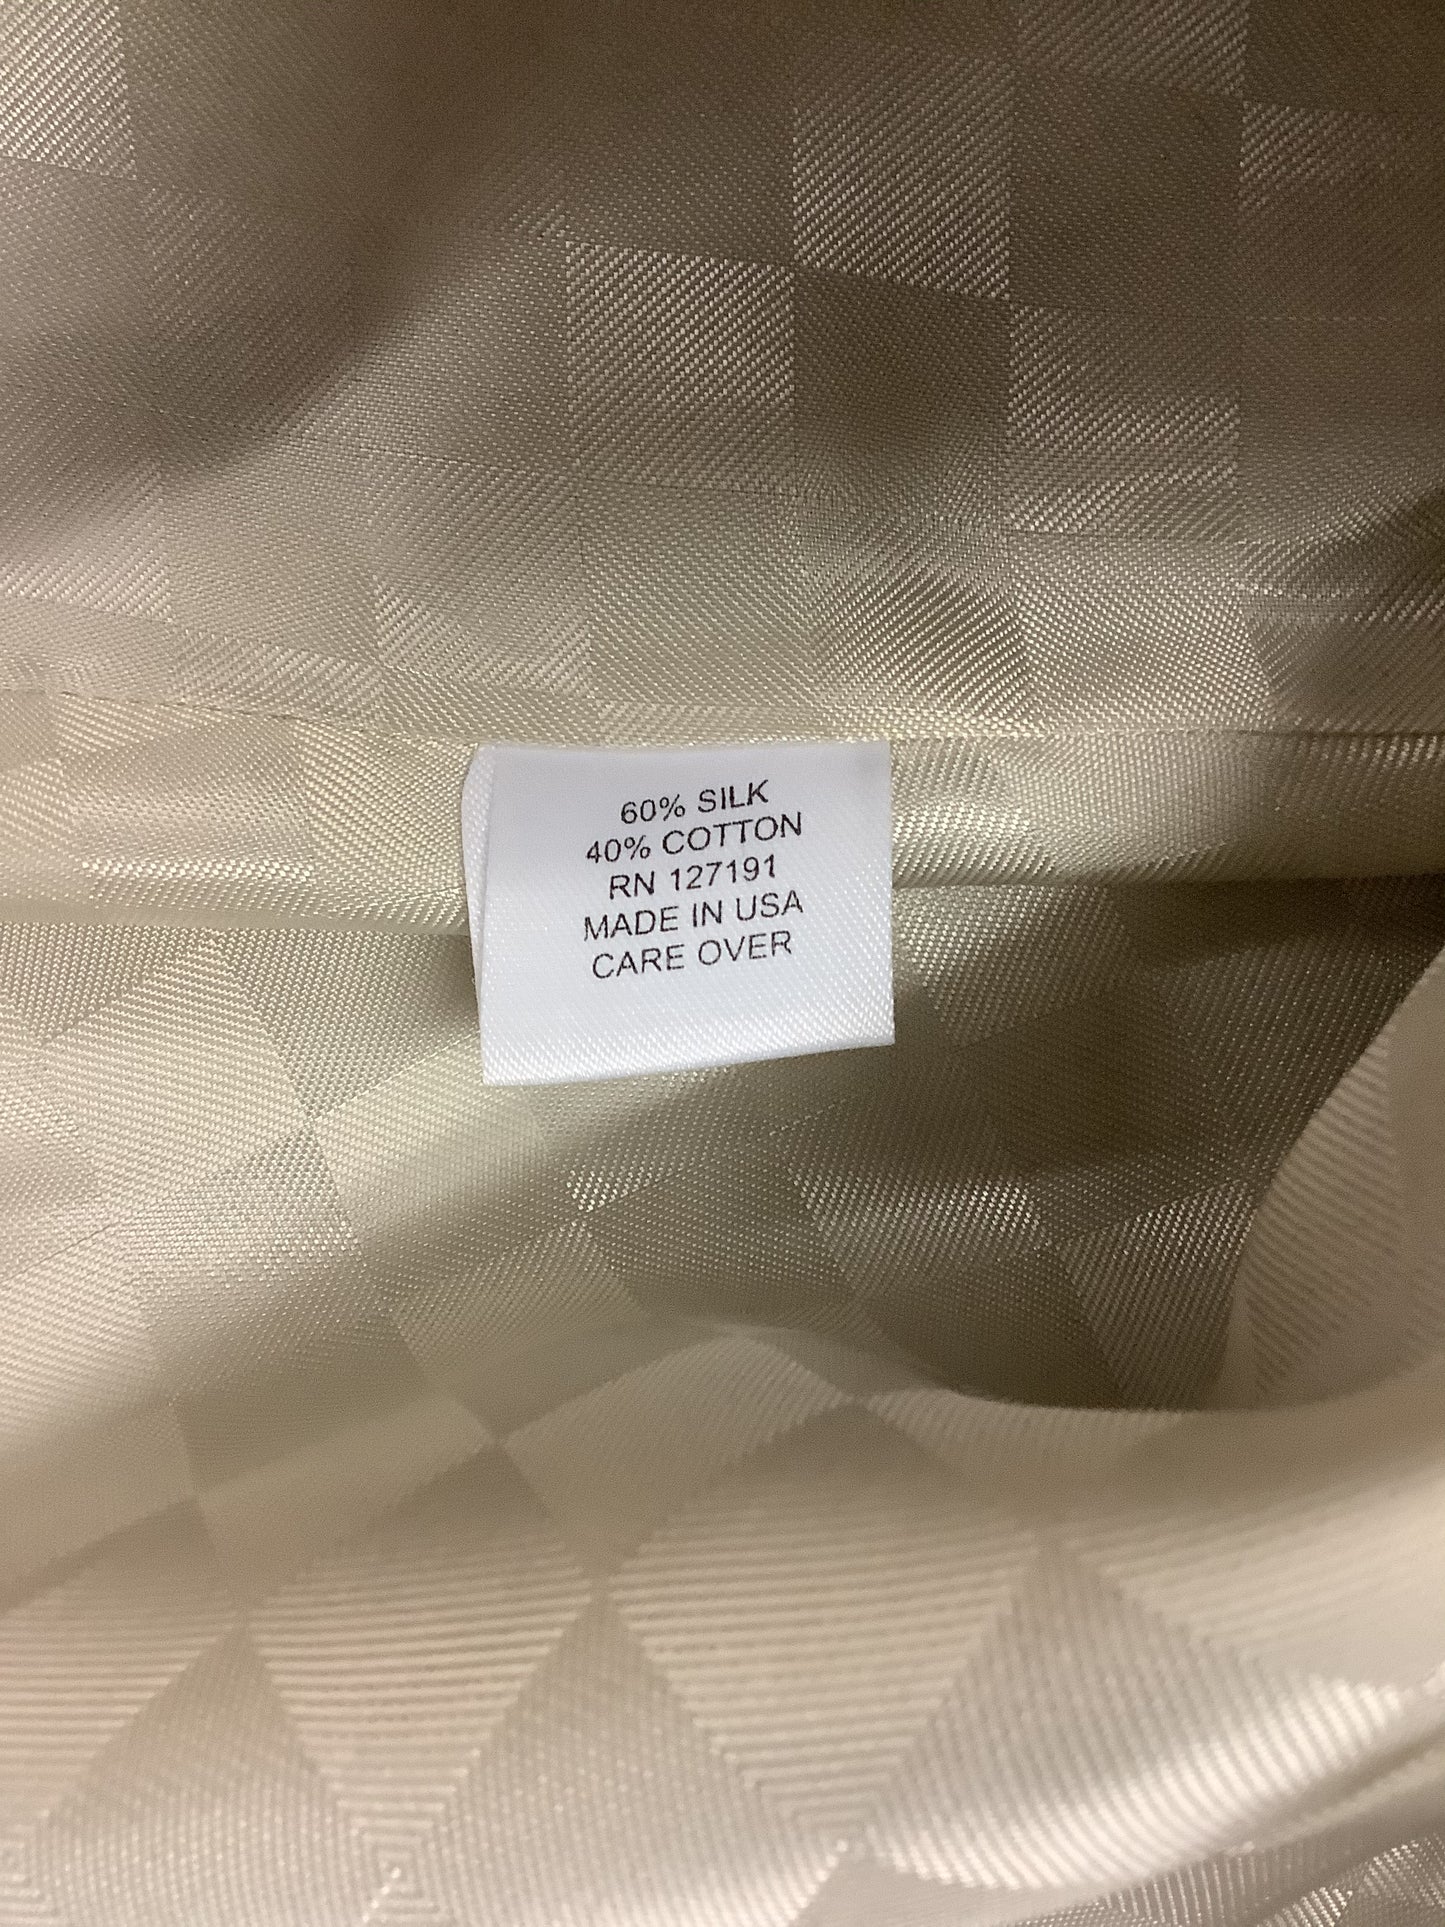 60% SILK
40% COTTON
RN 127191
MADE IN USA
CARE OVER